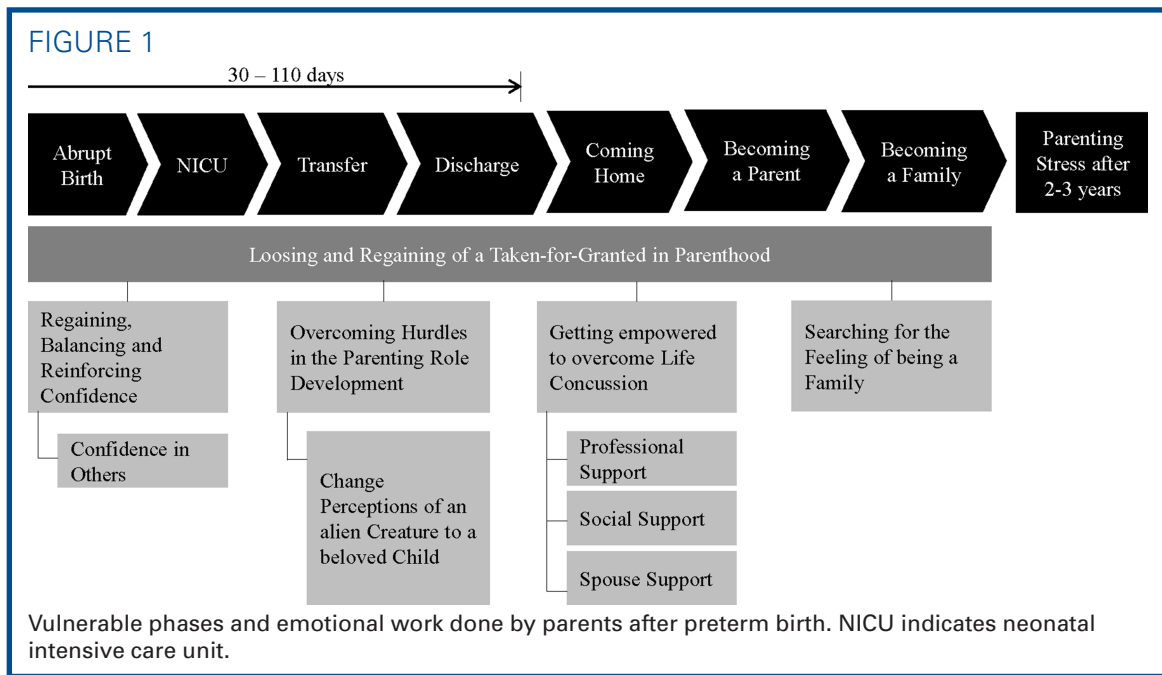 FIGURE 1
30 – 110 days
Abrupt
Birth
NICU
Transfer
Discharge
Coming
Home
Becoming
a Parent
Becoming
a Family
Parenting
Stress after
2-3 years
Loosing and Regaining of a Taken-for-Granted in Parenthood
Regaining,
Balancing and
Reinforcing
Confidence
Confidence in
Others
Overcoming Hurdles
in the Parenting Role
Development
Change
Perceptions of an
alien Creature to a
beloved Child
Getting empowered
to overcome Life
Concussion
Professional
Support
Social Support
Spouse Support
Searching for the
Feeling of being a
Family
Vulnerable phases and emotional work done by parents after preterm birth. NICU indicates neonatal
intensive care unit.